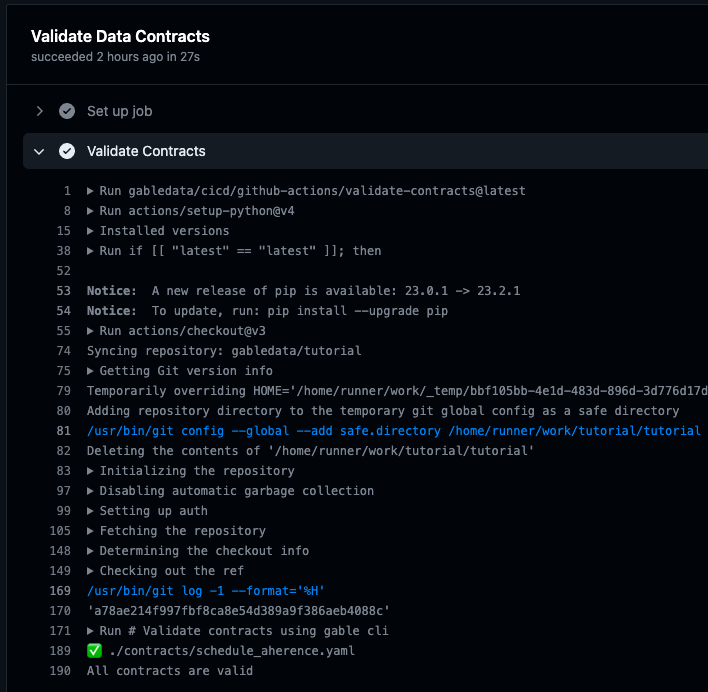 Validate Data Contracts
succeeded 2 hours ago in 27s
Set up job
Validate Contracts
1 ▶ Run gabledata/cicd/github-actions/validate-contracts@latest
8 ▶ Run actions/setup-python@v4
15 ▶ Installed versions
38 ▶ Run if [[ "latest" == "latest" ]]; then
52
53 Notice: A new release of pip is available: 23.0.1 -> 23.2.1
54 Notice: To update, run: pip install --upgrade pip
55 ▶ Run actions/checkout@v3
74 Syncing repository: gabledata/tutorial
75 ▶ Getting Git version info
79 Temporarily overriding HOME='/home/runner/work/_temp/bbf105bb-4e1d-483d-896d-3d776d17d
80 Adding repository directory to the temporary git global config as a safe directory
81 /usr/bin/git config --global --add safe.directory /home/runner/work/tutorial/tutorial
82 Deleting the contents of '/home/runner/work/tutorial/tutorial'
83 ▶ Initializing the repository
97 ▶ Disabling automatic garbage collection
99 ▶ Setting up auth
105 ▶ Fetching the repository
148 ▶ Determining the checkout info
149 ▶ Checking out the ref
169 /usr/bin/git log -1 --format='%H'
170 'a78ae214f997fbf8ca8e54d389a9f386aeb4088c'
171 ▶ Run # Validate contracts using gable cli
189 ✅ ./contracts/schedule_aherence.yaml
190 All contracts are valid